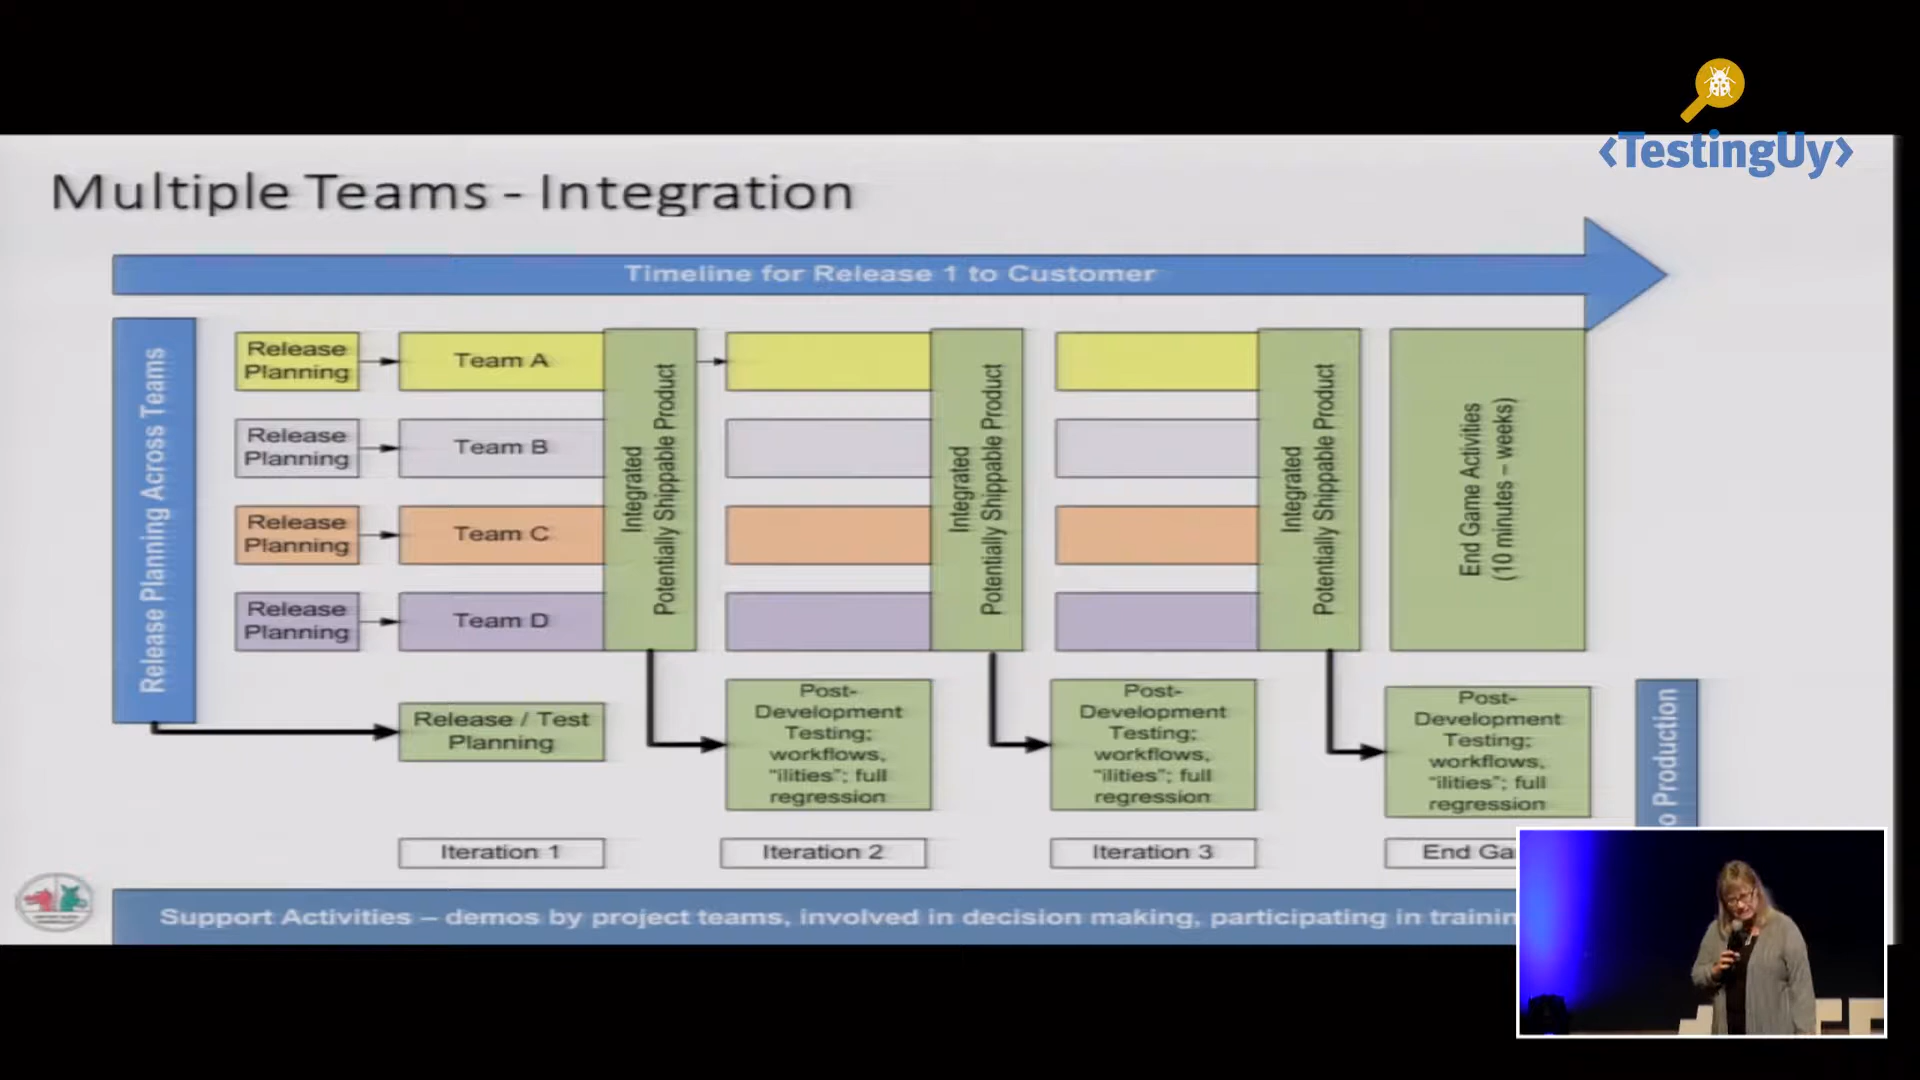 <TestingUy>
Multiple Teams - Integration
Timeline for Release 1 to Customer
Release Planning Across Teams
Release
Planning
Team A
Release
Planning
Team B
Release
Planning
Team C
Release
Planning
Team D
Integrated
Potentially Shippable Product
Integrated
Potentially Shippable Product
Integrated
Potentially Shippable Product
End Game Activities
(10 minutes – weeks)
Release / Test
Planning
Post-
Development
Testing;
workflows,
"ilities"; full
regression
Post-
Development
Testing;
workflows,
"ilities"; full
regression
Post-
Development
Testing;
workflows,
"ilities"; full
regression
Production
Iteration 1
Iteration 2
Iteration 3
End
Support Activities – demos by project teams, involved in decision making, participating in